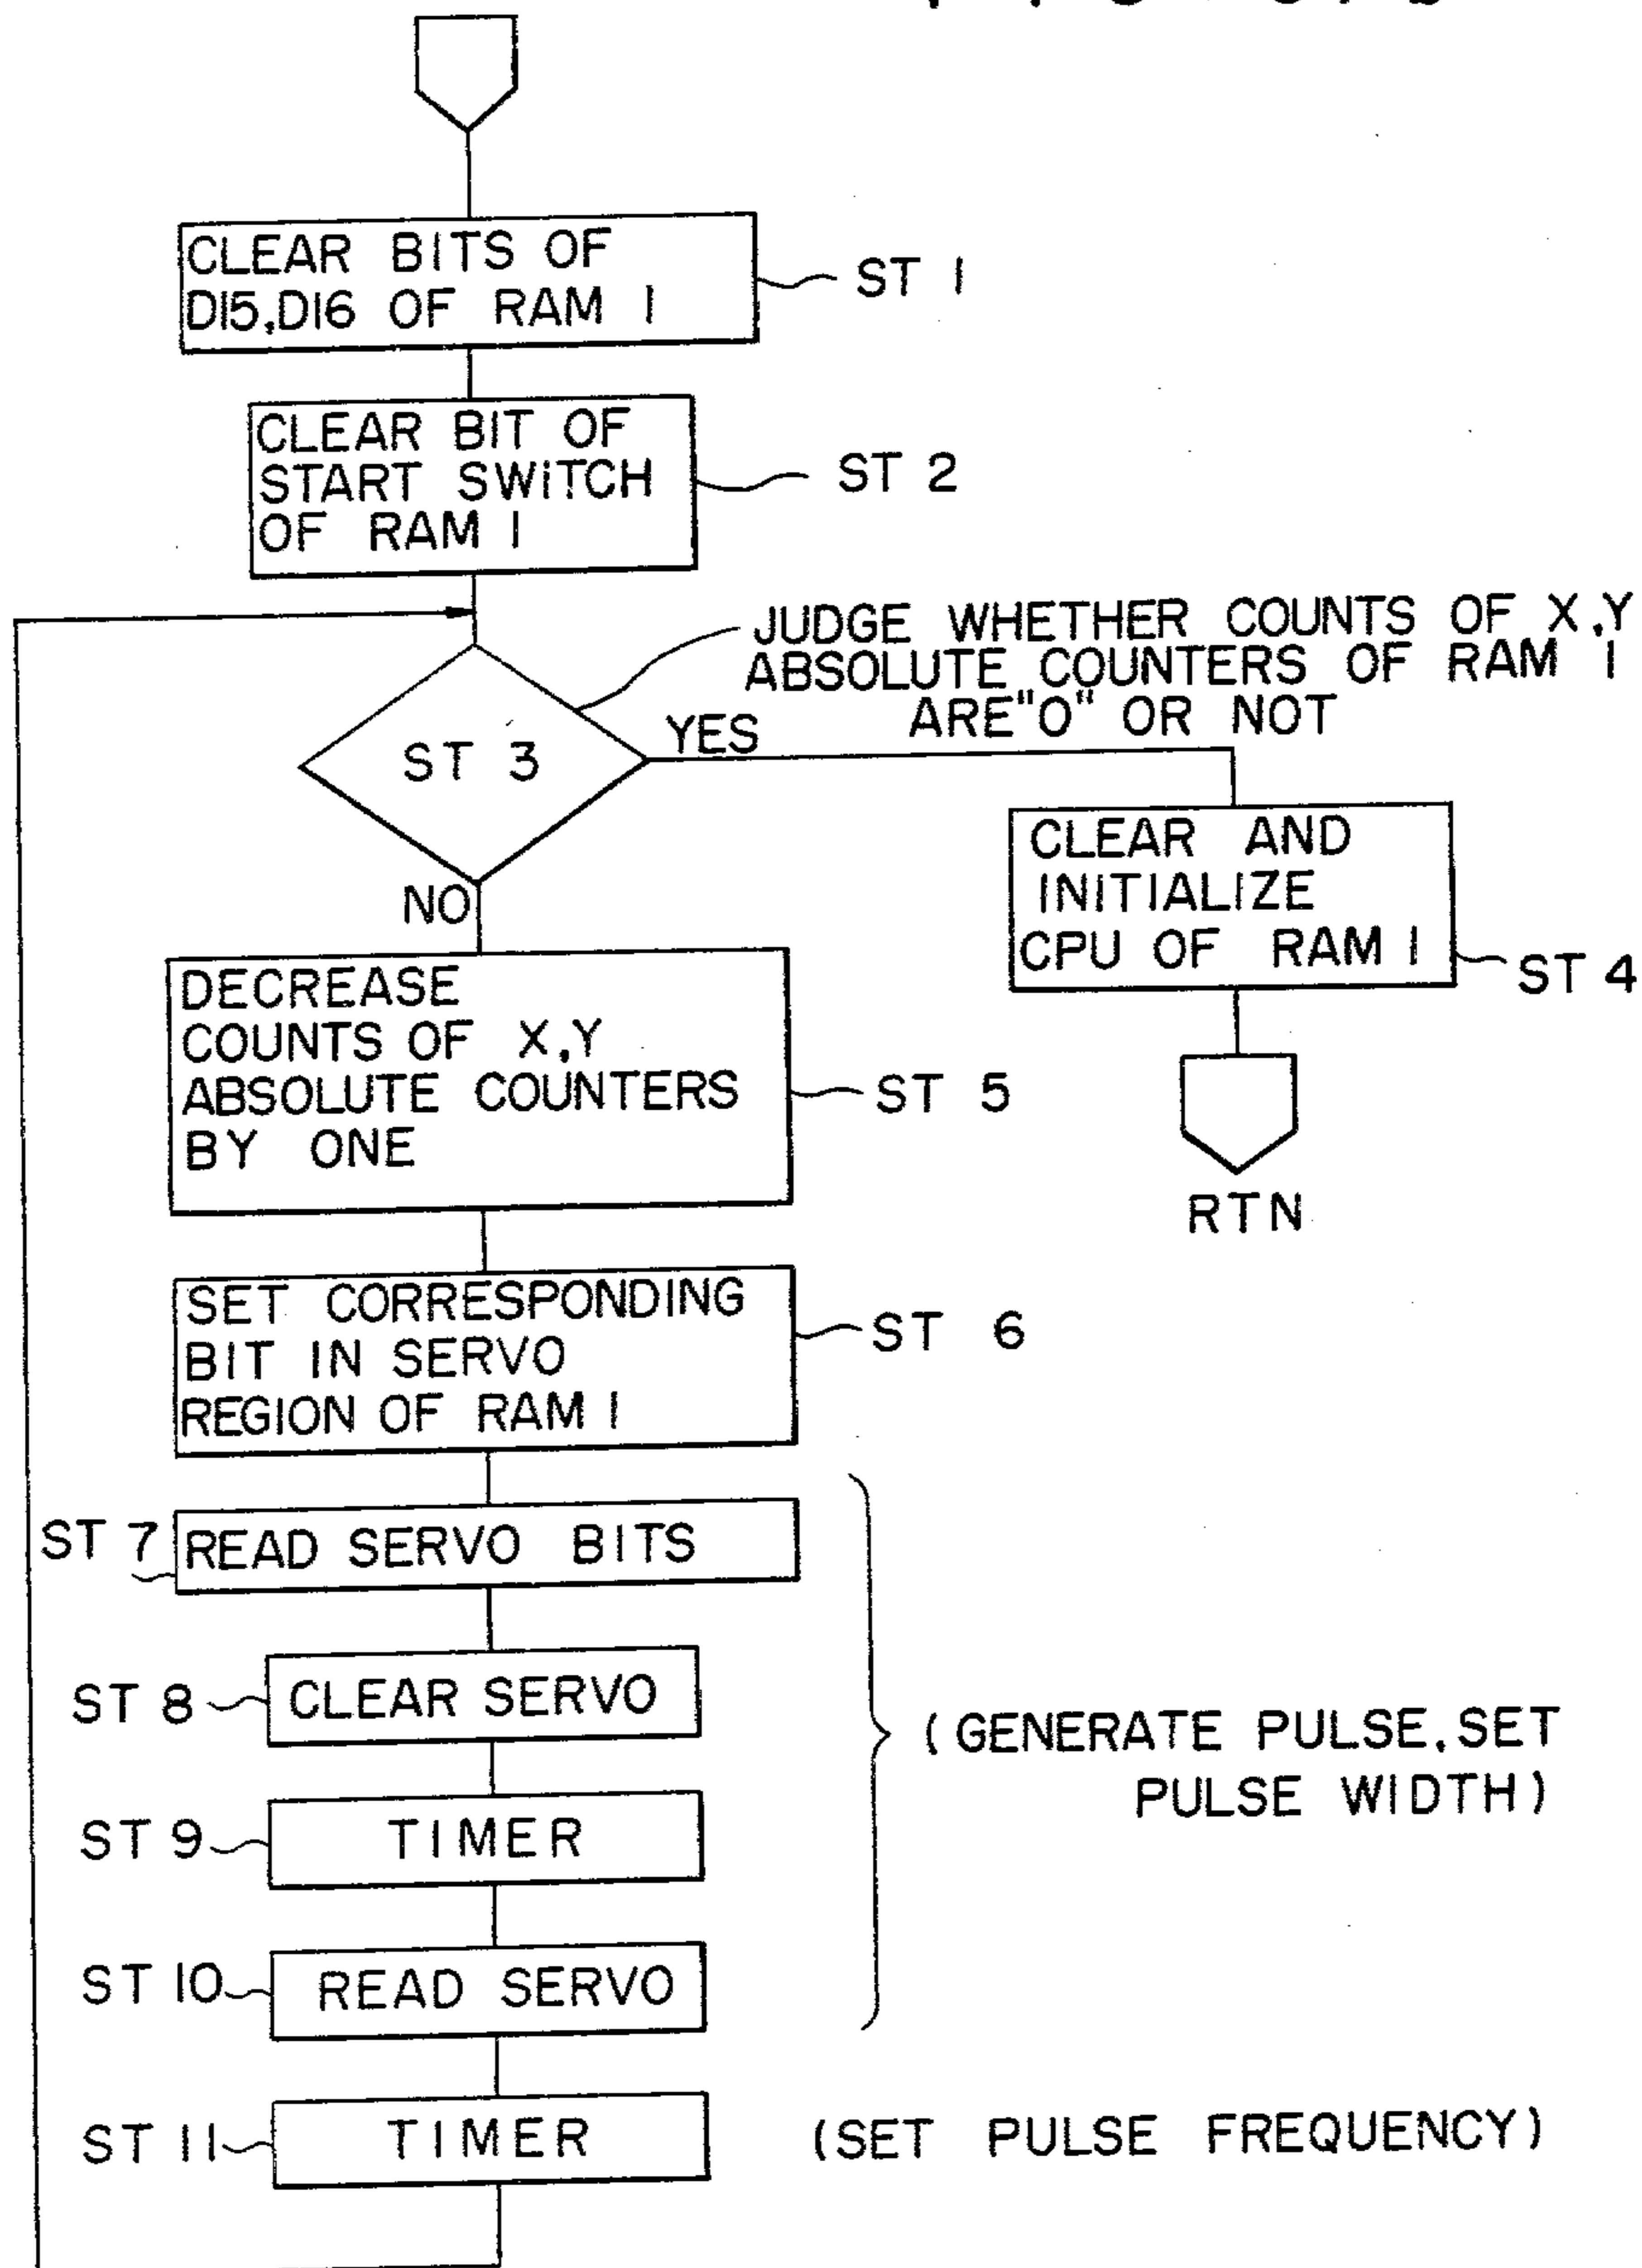 CLEAR BITS OF
D15,D16 OF RAM 1
ST 1
CLEAR BIT OF
START SWiTCH
OF RAM 1
ST 2
JUDGE WHETHER COUNTS OF X,Y
ABSOLUTE COUNTERS OF RAM 1
ARE "0" OR NOT
ST 3
YES
NO
CLEAR AND
INITIALIZE
CPU OF RAM 1
ST 4
RTN
DECREASE
COUNTS OF X,Y
ABSOLUTE COUNTERS
BY ONE
ST 5
SET CORRESPONDING
BIT IN SERVO
REGION OF RAM 1
ST 6
ST 7
READ SERVO BITS
ST 8
CLEAR SERVO
(GENERATE PULSE, SET
PULSE WIDTH)
ST 9
TIMER
ST 10
READ SERVO
ST 11
TIMER
(SET PULSE FREQUENCY)